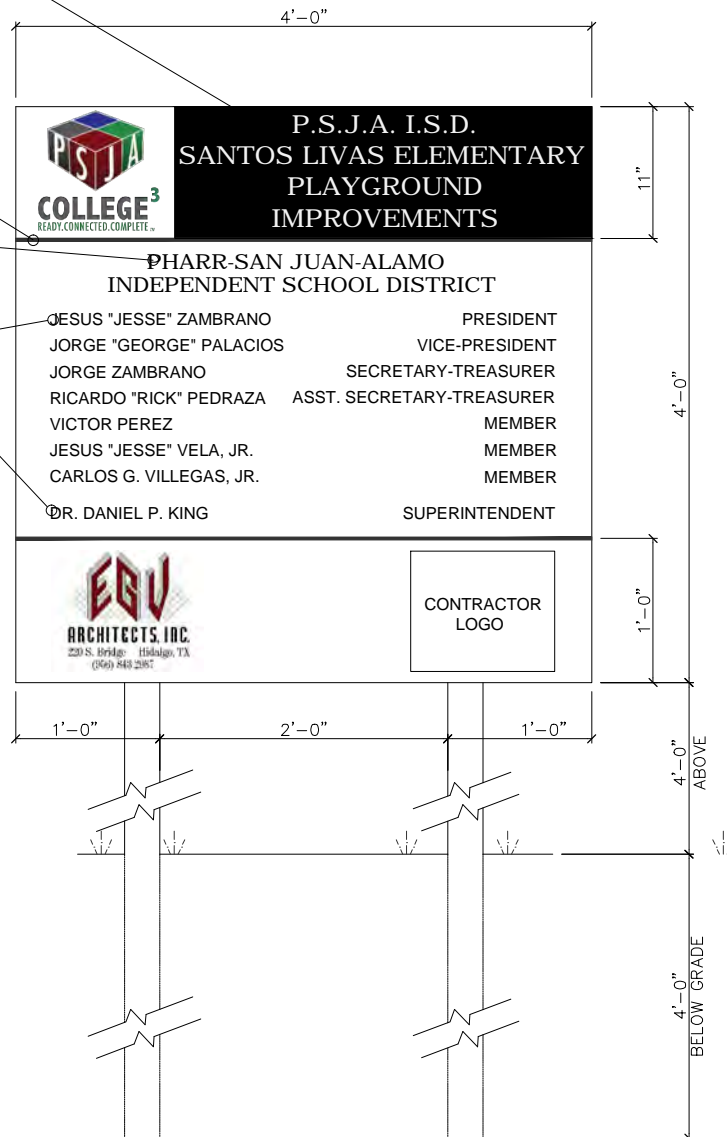 4'-0"
PSJA
COLLEGE³
READY.CONNECTED.COMPLETE ™
P.S.J.A. I.S.D.
SANTOS LIVAS ELEMENTARY
PLAYGROUND
IMPROVEMENTS
11"
PHARR-SAN JUAN-ALAMO
INDEPENDENT SCHOOL DISTRICT
JESUS "JESSE" ZAMBRANO PRESIDENT
JORGE "GEORGE" PALACIOS VICE-PRESIDENT
JORGE ZAMBRANO SECRETARY-TREASURER
RICARDO "RICK" PEDRAZA ASST. SECRETARY-TREASURER
VICTOR PEREZ MEMBER
JESUS "JESSE" VELA, JR. MEMBER
CARLOS G. VILLEGAS, JR. MEMBER
DR. DANIEL P. KING SUPERINTENDENT
4'-0"
EGV
ARCHITECTS, INC.
220 S. Bridge Hidalgo, TX
(956) 843 2987
CONTRACTOR
LOGO
1'-0"
1'-0" 2'-0" 1'-0"
4'-0"
ABOVE
4'-0"
BELOW GRADE